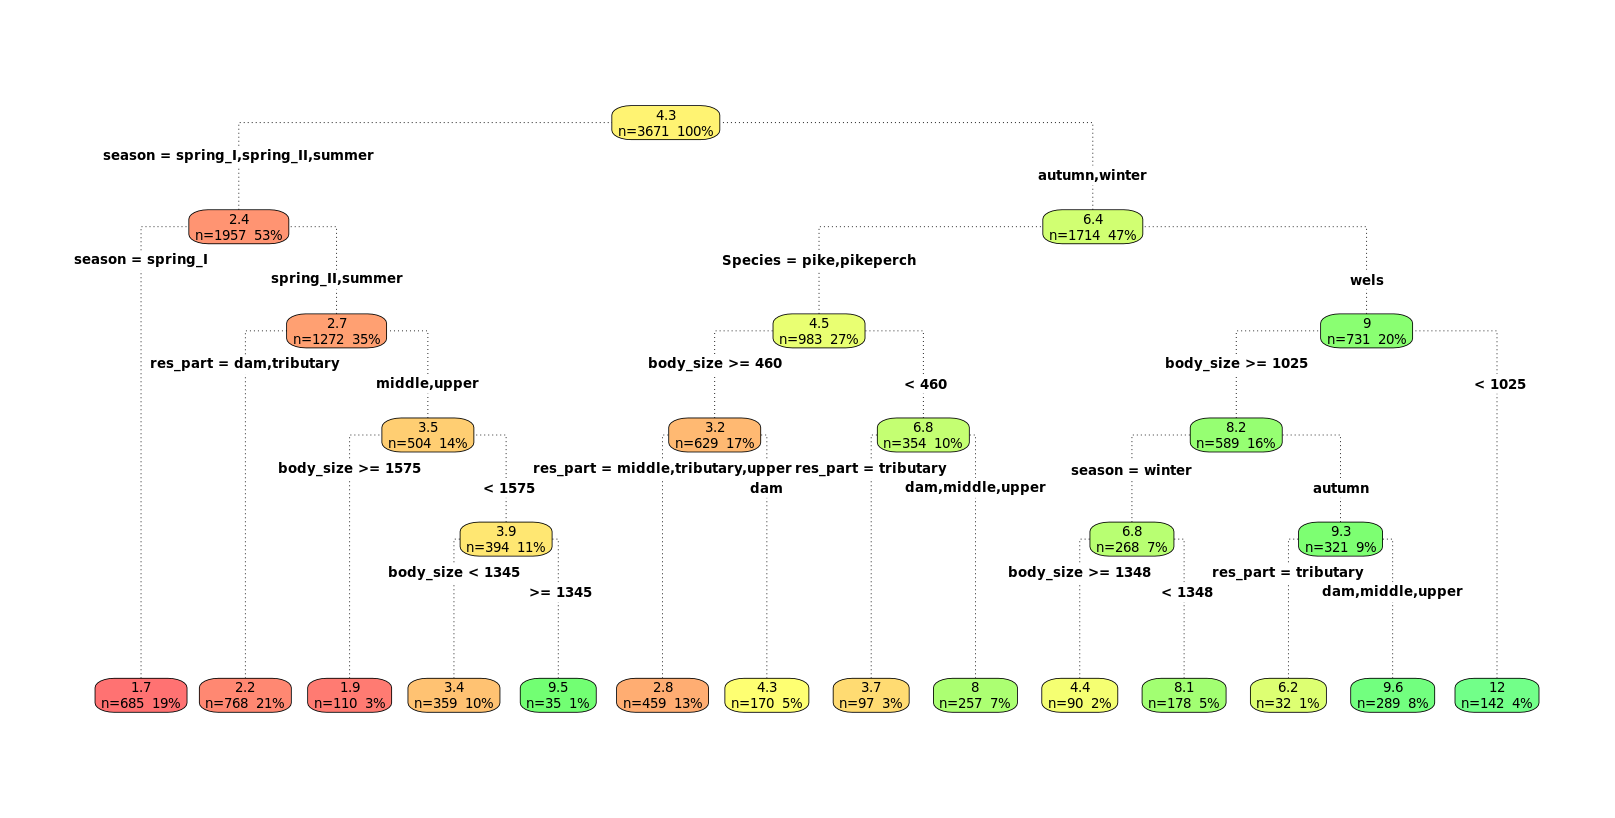 4.3
n=3671  100%
season = spring_I,spring_II,summer
autumn,winter
2.4
n=1957  53%
6.4
n=1714  47%
season = spring_I
spring_II,summer
Species = pike,pikeperch
wels
2.7
n=1272  35%
4.5
n=983  27%
9
n=731  20%
res_part = dam,tributary
middle,upper
body_size >= 460
< 460
body_size >= 1025
< 1025
3.5
n=504  14%
3.2
n=629  17%
6.8
n=354  10%
8.2
n=589  16%
body_size >= 1575
< 1575
res_part = middle,tributary,upper
dam
res_part = tributary
dam,middle,upper
season = winter
autumn
3.9
n=394  11%
6.8
n=268  7%
9.3
n=321  9%
body_size < 1345
>= 1345
body_size >= 1348
< 1348
res_part = tributary
dam,middle,upper
1.7
n=685  19%
2.2
n=768  21%
1.9
n=110  3%
3.4
n=359  10%
9.5
n=35  1%
2.8
n=459  13%
4.3
n=170  5%
3.7
n=97  3%
8
n=257  7%
4.4
n=90  2%
8.1
n=178  5%
6.2
n=32  1%
9.6
n=289  8%
12
n=142  4%